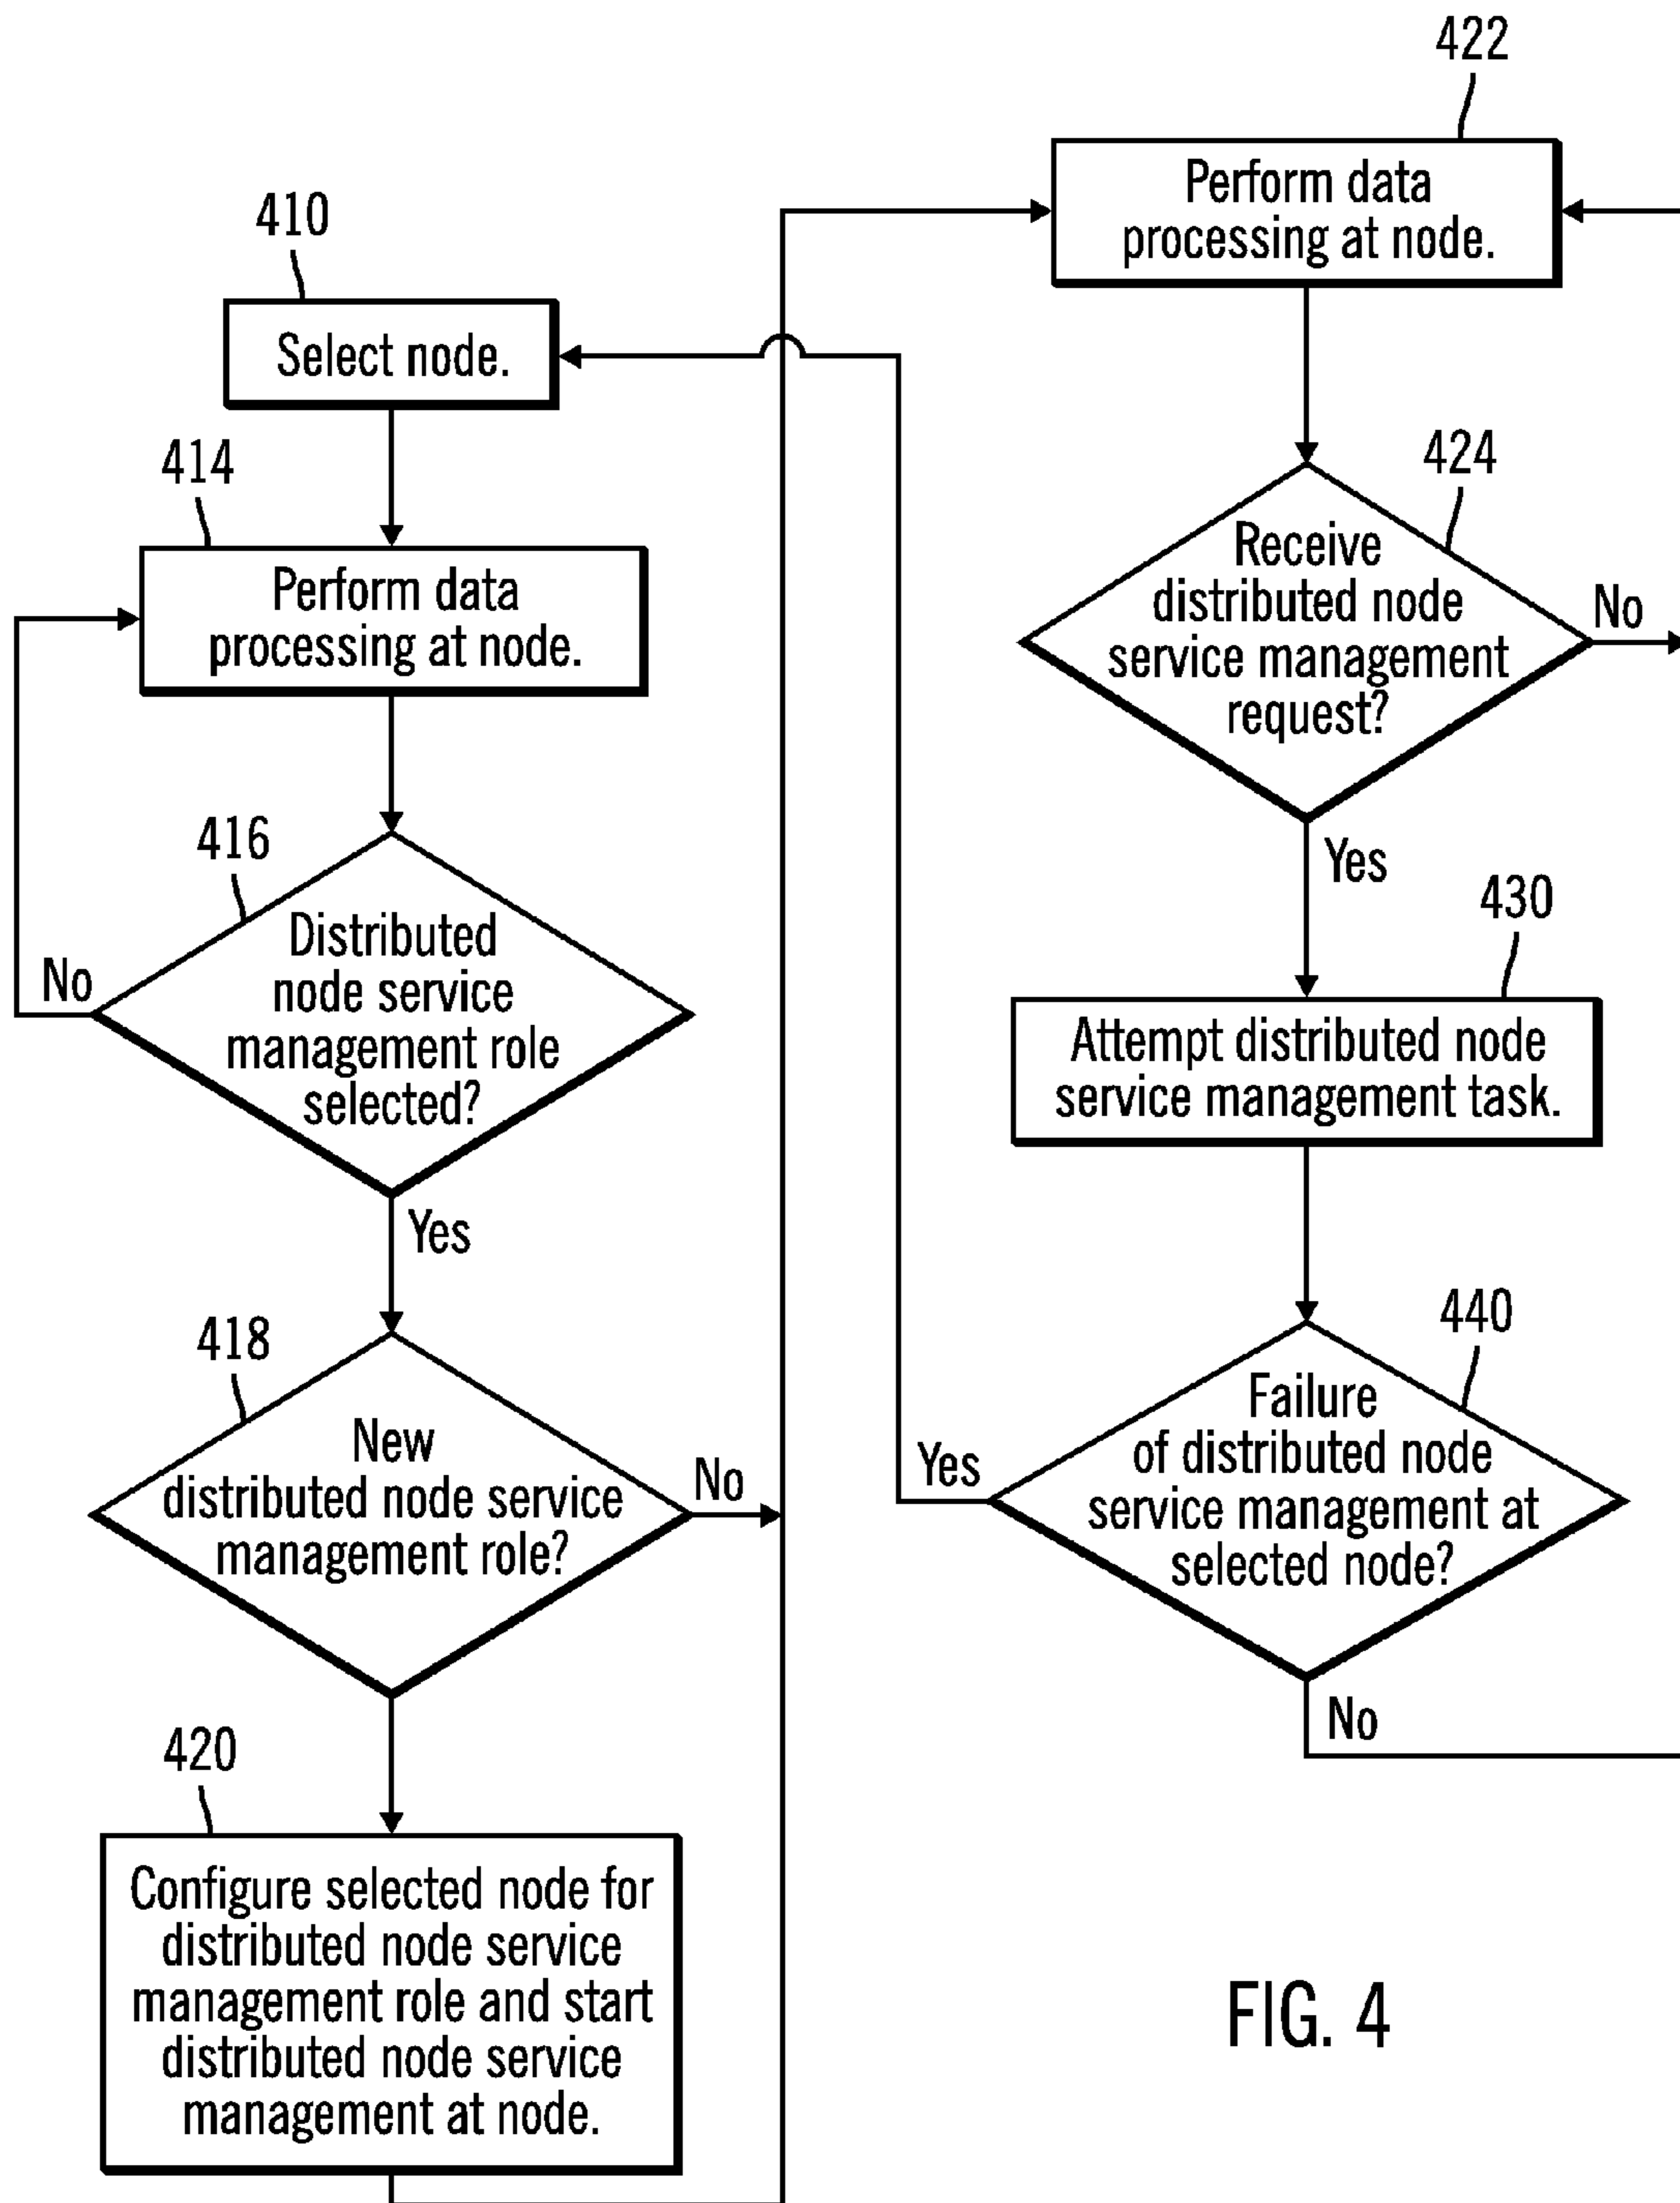 410
Select node.
414
Perform data
processing at node.
416
Distributed
node service
management role
selected?
No
Yes
418
New
distributed node service
management role?
No
420
Configure selected node for
distributed node service
management role and start
distributed node service
management at node.
422
Perform data
processing at node.
424
Receive
distributed node
service management
request?
No
Yes
430
Attempt distributed node
service management task.
440
Failure
of distributed node
service management at
selected node?
Yes
No
FIG. 4